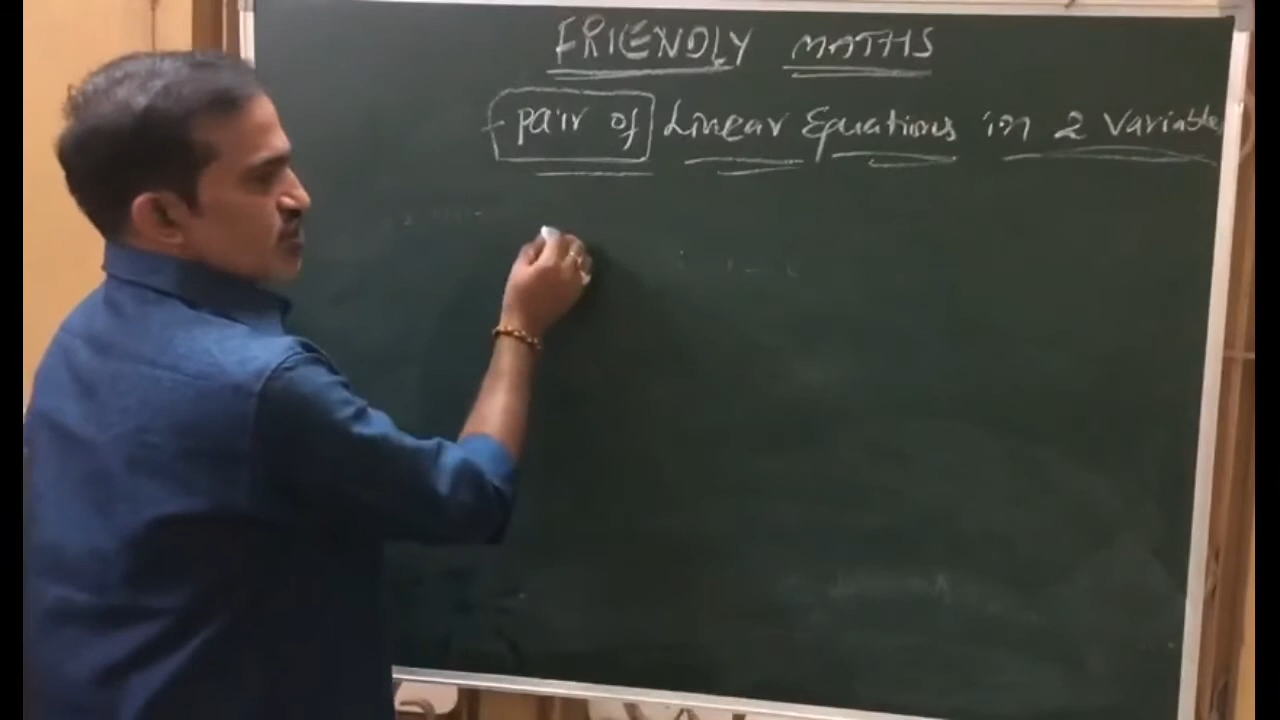 FRIENDLY MATHS
Pair of Linear Equations in 2 Variables